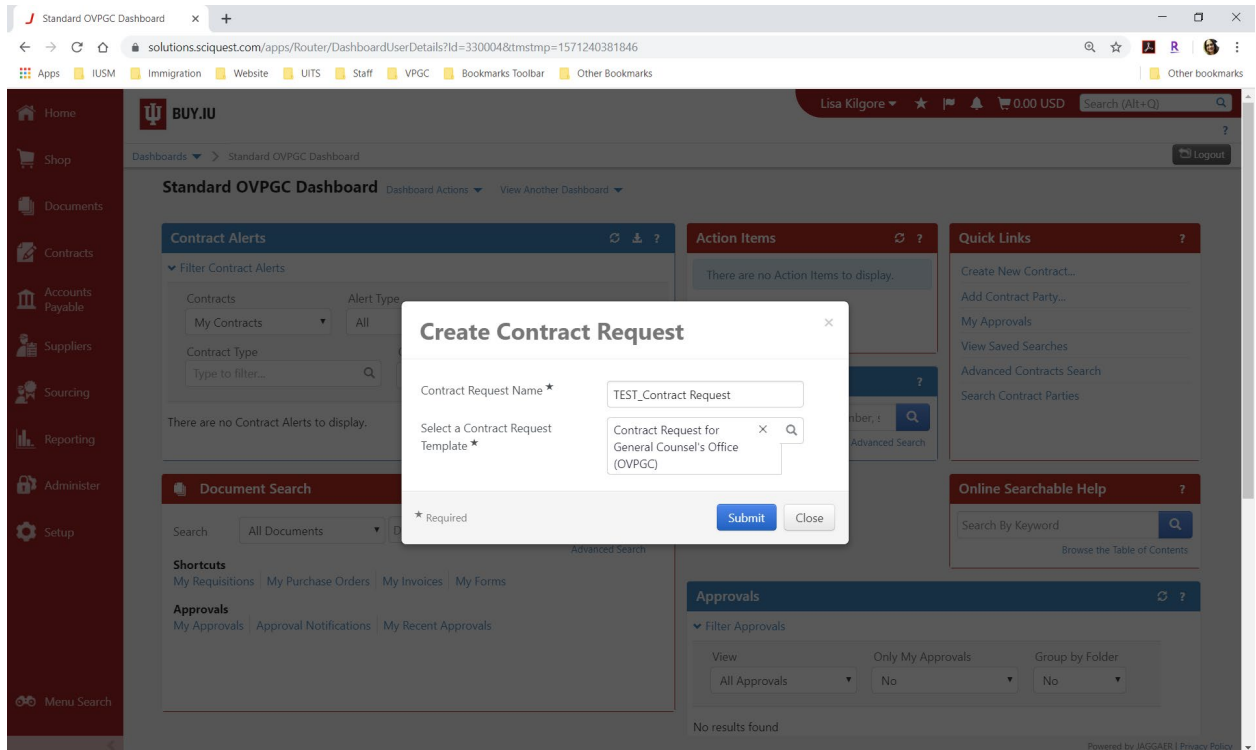 Standard OVPGC Dashboard
solutions.sciquest.com/apps/Router/DashboardUserDetails?Id=330004&tmstmp=1571240381846
Apps IUSM Immigration Website UITS Staff VPGC Bookmarks Toolbar Other Bookmarks Other bookmarks
Home
Shop
Documents
Contracts
Accounts Payable
Suppliers
Sourcing
Reporting
Administer
Setup
Menu Search
BUY.IU
Lisa Kilgore 0.00 USD Search (Alt+Q)
?
Dashboards > Standard OVPGC Dashboard Logout
Standard OVPGC Dashboard Dashboard Actions View Another Dashboard
Contract Alerts ?
Filter Contract Alerts
Contracts Alert Type
My Contracts All
Contract Type
Type to filter...
There are no Contract Alerts to display.
Action Items ?
There are no Action Items to display.
Quick Links ?
Create New Contract...
Add Contract Party...
My Approvals
View Saved Searches
Advanced Contracts Search
Search Contract Parties
?
Advanced Search
Create Contract Request ×
Contract Request Name ★
TEST_Contract Request
Select a Contract Request
Template ★
Contract Request for
General Counsel's Office
(OVPGC)
★ Required
Submit Close
Document Search
Search All Documents
Advanced Search
Shortcuts
My Requisitions | My Purchase Orders | My Invoices | My Forms
Approvals
My Approvals | Approval Notifications | My Recent Approvals
Online Searchable Help ?
Search By Keyword
Browse the Table of Contents
Approvals ?
Filter Approvals
View Only My Approvals Group by Folder
All Approvals No No
No results found
Powered by JAGGAER | Privacy Policy